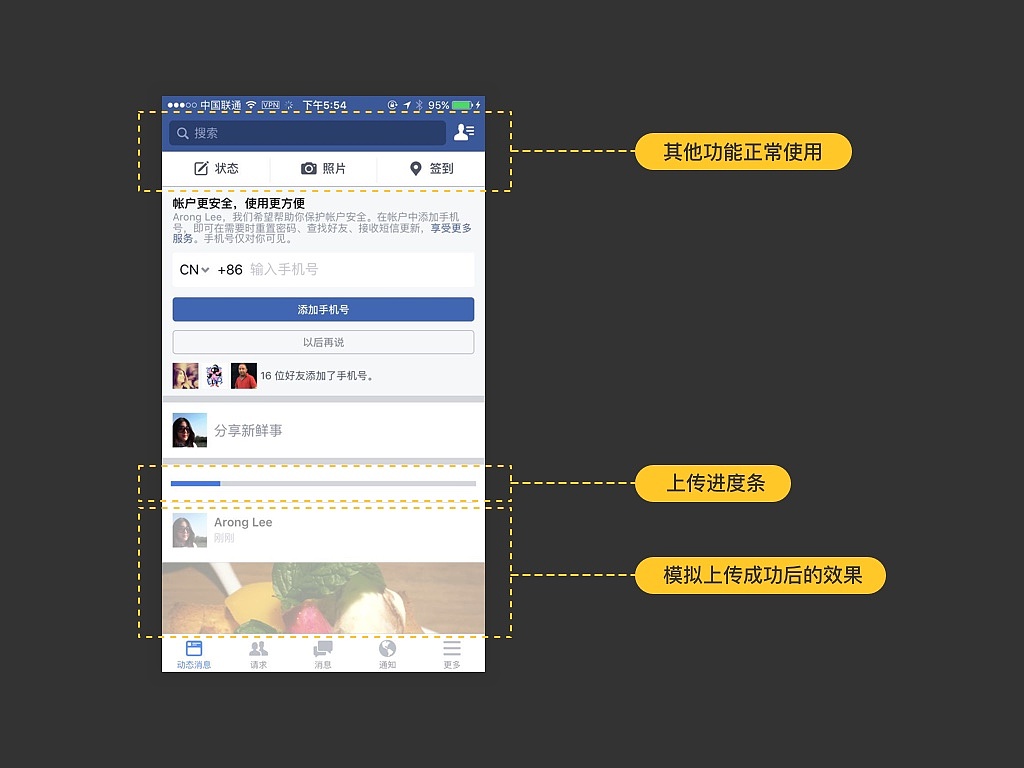 中国联通 VPN 下午5:54 95%
搜索
其他功能正常使用
状态 照片 签到
帐户更安全，使用更方便
Arong Lee，我们希望帮助你保护帐户安全。在帐户中添加手机
号，即可在需要时重置密码、查找好友、接收短信更新，享受更多
服务。手机号仅对你可见。
CN +86 输入手机号
添加手机号
以后再说
16 位好友添加了手机号。
分享新鲜事
上传进度条
Arong Lee
刚刚
模拟上传成功后的效果
动态消息 请求 消息 通知 更多